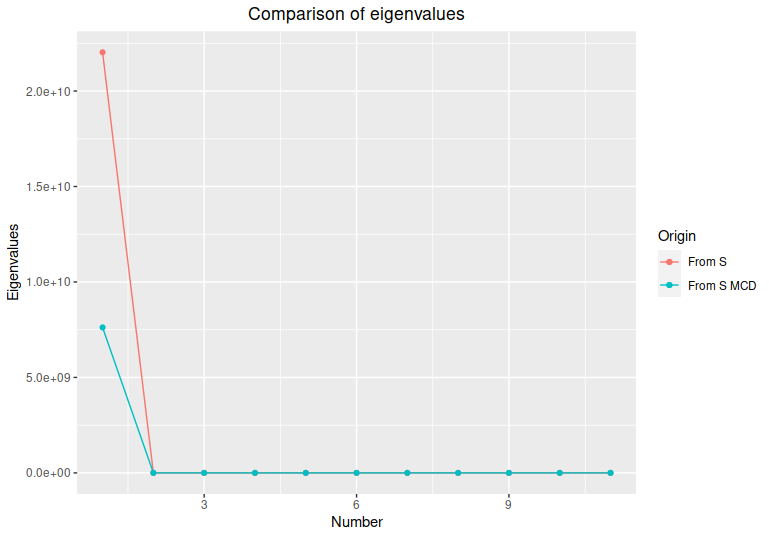 Comparison of eigenvalues
2.0e+10
1.5e+10
1.0e+10
5.0e+09
0.0e+00
Eigenvalues
3
6
9
Number
Origin
From S
From S MCD